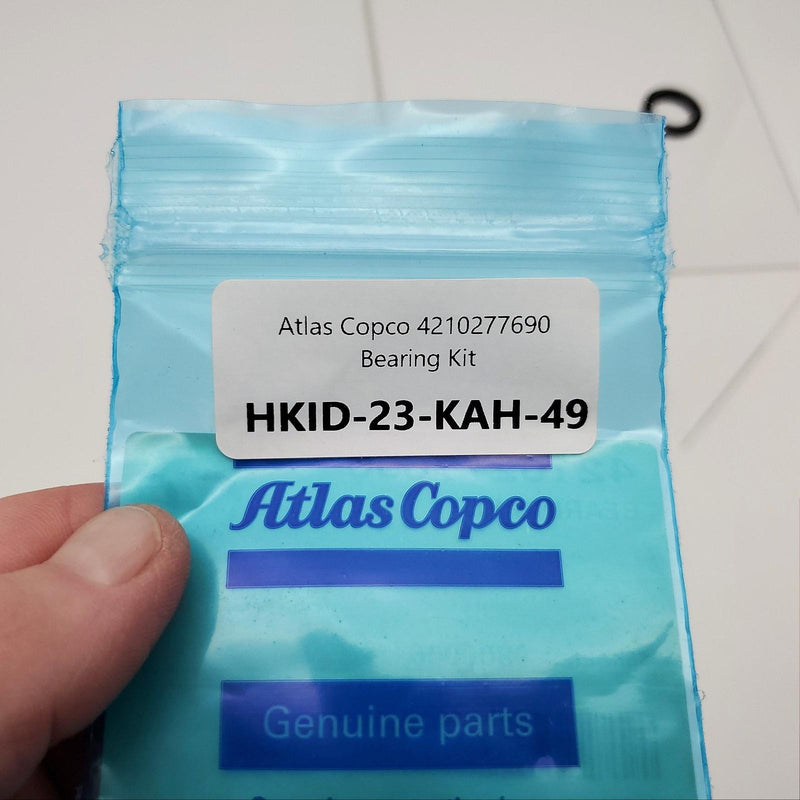 Atlas Copco 4210277690
Bearing Kit
HKID-23-KAH-49
Atlas Copco
Genuine parts